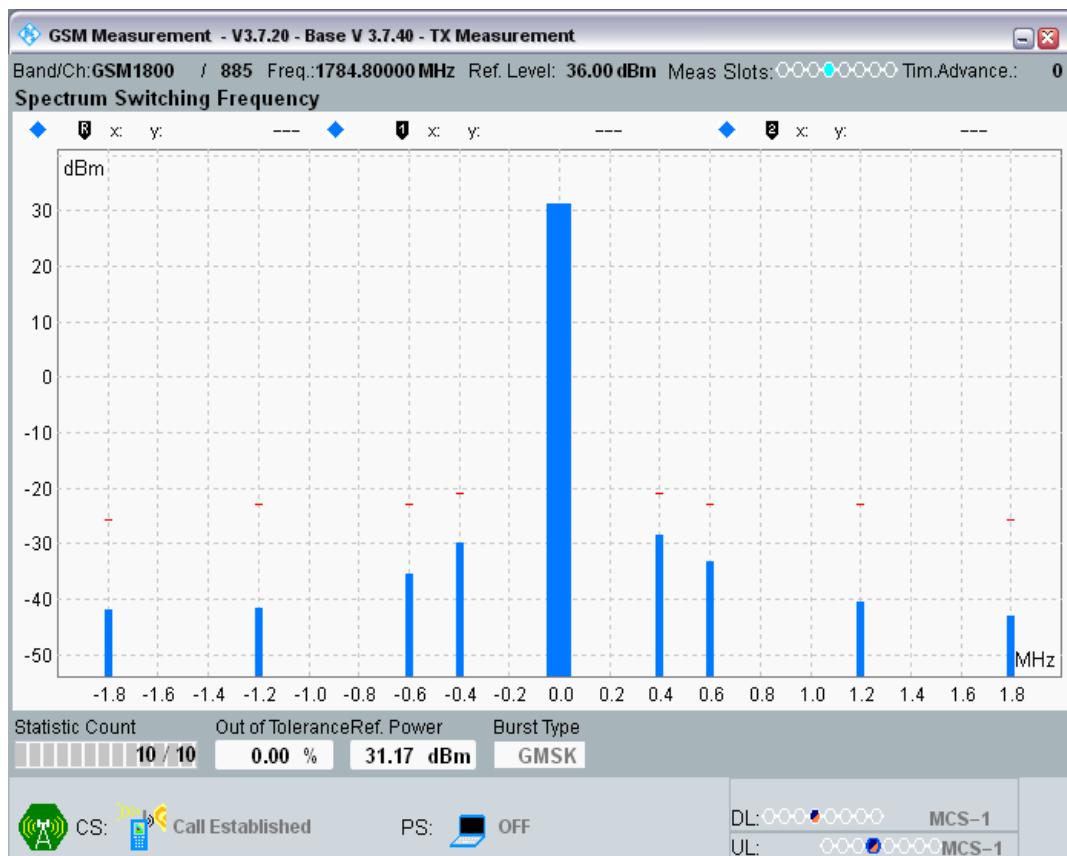 GSM Measurement - V3.7.20 - Base V 3.7.40 - TX Measurement
Band/Ch:GSM1800 / 885 Freq.:1784.80000 MHz Ref. Level: 36.00 dBm Meas Slots: Tim.Advance.: 0
Spectrum Switching Frequency
R x: y: --- 1 x: y: --- 2 x: y: ---
dBm
30
20
10
0
-10
-20
-30
-40
-50
MHz
-1.8 -1.6 -1.4 -1.2 -1.0 -0.8 -0.6 -0.4 -0.2 0.0 0.2 0.4 0.6 0.8 1.0 1.2 1.4 1.6 1.8
Statistic Count Out of Tolerance Ref. Power Burst Type
10 / 10 0.00 % 31.17 dBm GMSK
CS: Call Established PS: OFF DL: MCS-1
UL: MCS-1